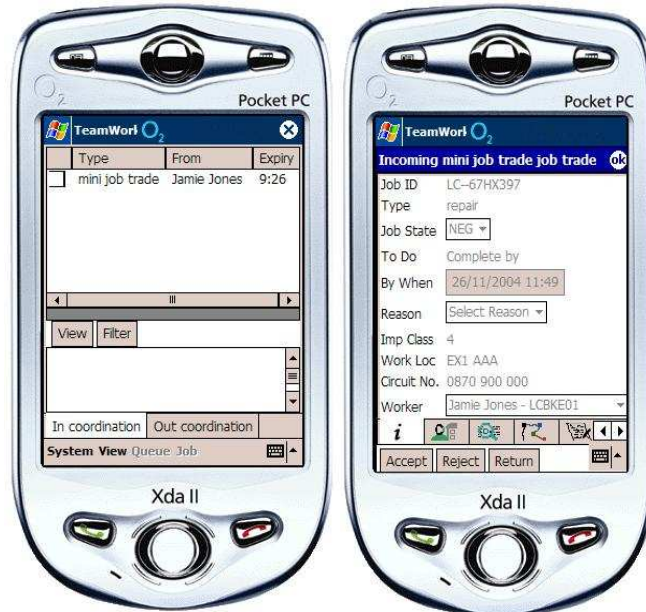 O2
Pocket PC
TeamWork O2
Type From Expiry
mini job trade Jamie Jones 9:26
View Filter
In coordination Out coordination
System View Queue Job
Xda II
O2
Pocket PC
TeamWork O2
Incoming mini job trade job trade ok
Job ID LC--67HX397
Type repair
Job State NEG
To Do Complete by
By When 26/11/2004 11:49
Reason Select Reason
Imp Class 4
Work Loc EX1 AAA
Circuit No. 0870 900 000
Worker Jamie Jones - LCBKE01
i
Accept Reject Return
Xda II